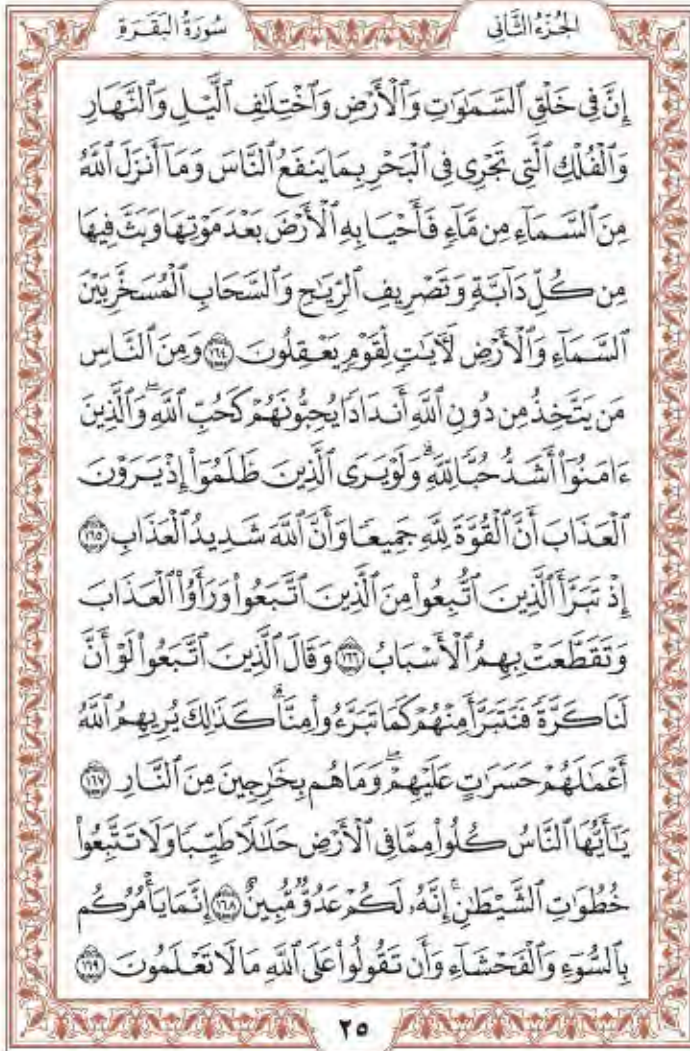 الجُزْءُ الثَّانِي
سُورَةُ البَقَرَةِ
إِنَّ فِي خَلْقِ ٱلسَّمَٰوَٰتِ وَٱلْأَرْضِ وَٱخْتِلَٰفِ ٱلَّيْلِ وَٱلنَّهَارِ
وَٱلْفُلْكِ ٱلَّتِي تَجْرِي فِي ٱلْبَحْرِ بِمَا يَنفَعُ ٱلنَّاسَ وَمَآ أَنزَلَ ٱللَّهُ
مِنَ ٱلسَّمَآءِ مِن مَّآءٍ فَأَحْيَا بِهِ ٱلْأَرْضَ بَعْدَ مَوْتِهَا وَبَثَّ فِيهَا
مِن كُلِّ دَآبَّةٍ وَتَصْرِيفِ ٱلرِّيَٰحِ وَٱلسَّحَابِ ٱلْمُسَخَّرِ بَيْنَ
ٱلسَّمَآءِ وَٱلْأَرْضِ لَأٓيَٰتٍ لِّقَوْمٍ يَعْقِلُونَ ١٦٤ وَمِنَ ٱلنَّاسِ
مَن يَتَّخِذُ مِن دُونِ ٱللَّهِ أَندَادًا يُحِبُّونَهُمْ كَحُبِّ ٱللَّهِۖ وَٱلَّذِينَ
ءَامَنُوٓا۟ أَشَدُّ حُبًّا لِّلَّهِۗ وَلَوْ يَرَى ٱلَّذِينَ ظَلَمُوٓا۟ إِذْ يَرَوْنَ
ٱلْعَذَابَ أَنَّ ٱلْقُوَّةَ لِلَّهِ جَمِيعًا وَأَنَّ ٱللَّهَ شَدِيدُ ٱلْعَذَابِ ١٦٥
إِذْ تَبَرَّأَ ٱلَّذِينَ ٱتُّبِعُوا۟ مِنَ ٱلَّذِينَ ٱتَّبَعُوا۟ وَرَأَوُا۟ ٱلْعَذَابَ
وَتَقَطَّعَتْ بِهِمُ ٱلْأَسْبَابُ ١٦٦ وَقَالَ ٱلَّذِينَ ٱتَّبَعُوا۟ لَوْ أَنَّ
لَنَا كَرَّةً فَنَتَبَرَّأَ مِنْهُمْ كَمَا تَبَرَّءُوا۟ مِنَّاۗ كَذَٰلِكَ يُرِيهِمُ ٱللَّهُ
أَعْمَٰلَهُمْ حَسَرَٰتٍ عَلَيْهِمْۖ وَمَا هُم بِخَٰرِجِينَ مِنَ ٱلنَّارِ ١٦٧
يَٰٓأَيُّهَا ٱلنَّاسُ كُلُوا۟ مِمَّا فِي ٱلْأَرْضِ حَلَٰلًا طَيِّبًا وَلَا تَتَّبِعُوا۟
خُطُوَٰتِ ٱلشَّيْطَٰنِۚ إِنَّهُۥ لَكُمْ عَدُوٌّ مُّبِينٌ ١٦٨ إِنَّمَا يَأْمُرُكُم
بِٱلسُّوٓءِ وَٱلْفَحْشَآءِ وَأَن تَقُولُوا۟ عَلَى ٱللَّهِ مَا لَا تَعْلَمُونَ ١٦٩
٢٥